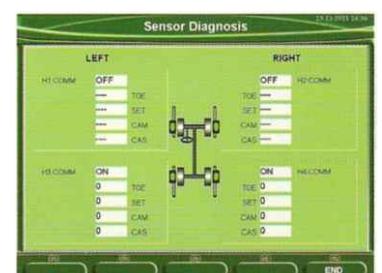 Sensor Diagnosis
LEFT RIGHT
H1 COMM OFF OFF H2 COMM
---- TOE TOE ----
---- SET SET ----
---- CAM CAM ----
---- CAS CAS ----
H3 COMM ON ON H4 COMM
0 TOE TOE 0
0 SET SET 0
0 CAM CAM 0
0 CAS CAS 0
END